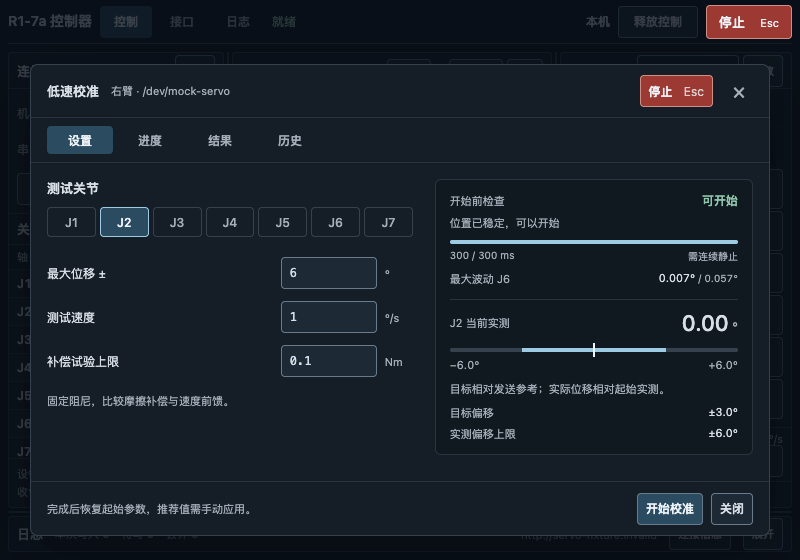 R1-7a 控制器 控制 接口 日志 就绪 本机 释放控制 停止 Esc
低速校准 右臂 · /dev/mock-servo 停止 Esc ×
设置 进度 结果 历史
测试关节
J1 J2 J3 J4 J5 J6 J7
最大位移 ± 6 °
测试速度 1 °/s
补偿试验上限 0.1 Nm
固定阻尼，比较摩擦补偿与速度前馈。
开始前检查 可开始
位置已稳定，可以开始
300 / 300 ms 需连续静止
最大波动 J6 0.007° / 0.057°
J2 当前实测 0.00 °
−6.0° +6.0°
目标相对发送参考；实际位移相对起始实测。
目标偏移 ±3.0°
实测偏移上限 ±6.0°
完成后恢复起始参数，推荐值需手动应用。 开始校准 关闭
J1
J2
J3
J4
J5
J6
J7
日志